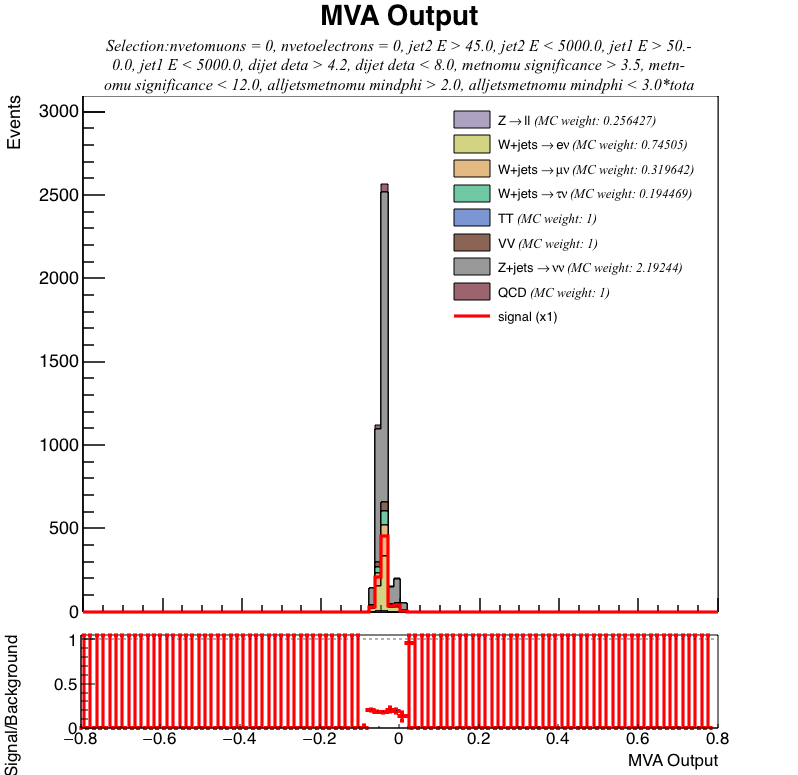 MVA Output
Selection:nvetomuons = 0, nvetoelectrons = 0, jet2 E > 45.0, jet2 E < 5000.0, jet1 E > 50.-
0.0, jet1 E < 5000.0, dijet deta > 4.2, dijet deta < 8.0, metnomu significance > 3.5, metn-
omu significance < 12.0, alljetsmetnomu mindphi > 2.0, alljetsmetnomu mindphi < 3.0*tota
Events
3000
2500
2000
1500
1000
500
0
Z→ll (MC weight: 0.256427)
W+jets→eν (MC weight: 0.74505)
W+jets→μν (MC weight: 0.319642)
W+jets→τν (MC weight: 0.194469)
TT (MC weight: 1)
VV (MC weight: 1)
Z+jets→νν (MC weight: 2.19244)
QCD (MC weight: 1)
signal (x1)
Signal/Background
1
0.5
0
−0.8 −0.6 −0.4 −0.2 0 0.2 0.4 0.6 0.8
MVA Output